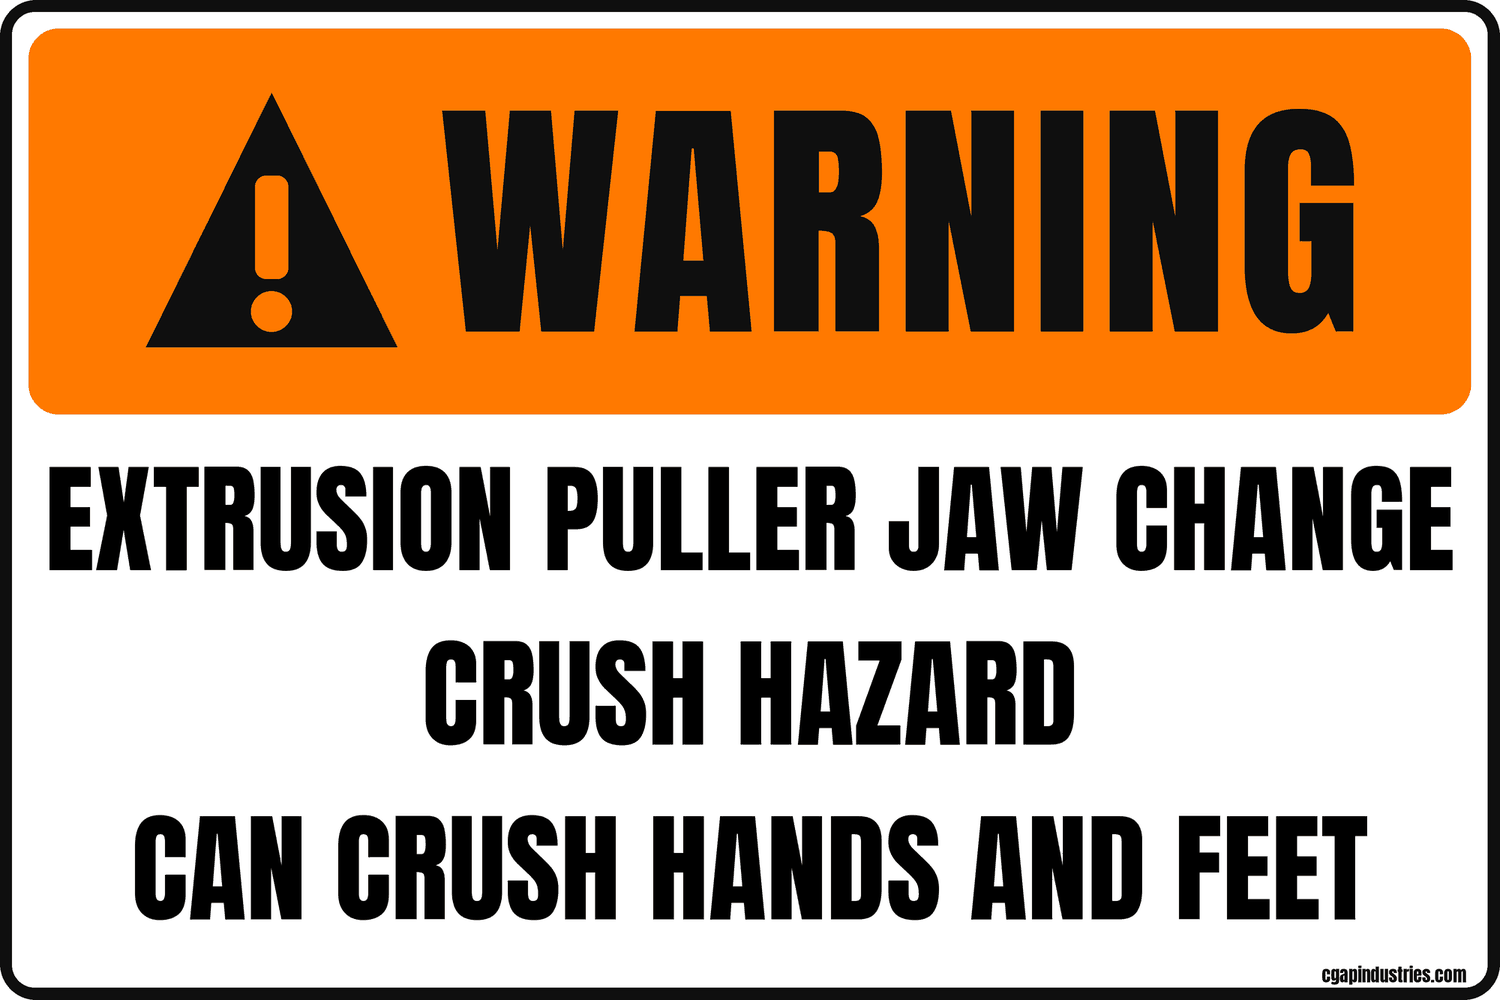 WARNING
EXTRUSION PULLER JAW CHANGE
CRUSH HAZARD
CAN CRUSH HANDS AND FEET
cgapindustries.com